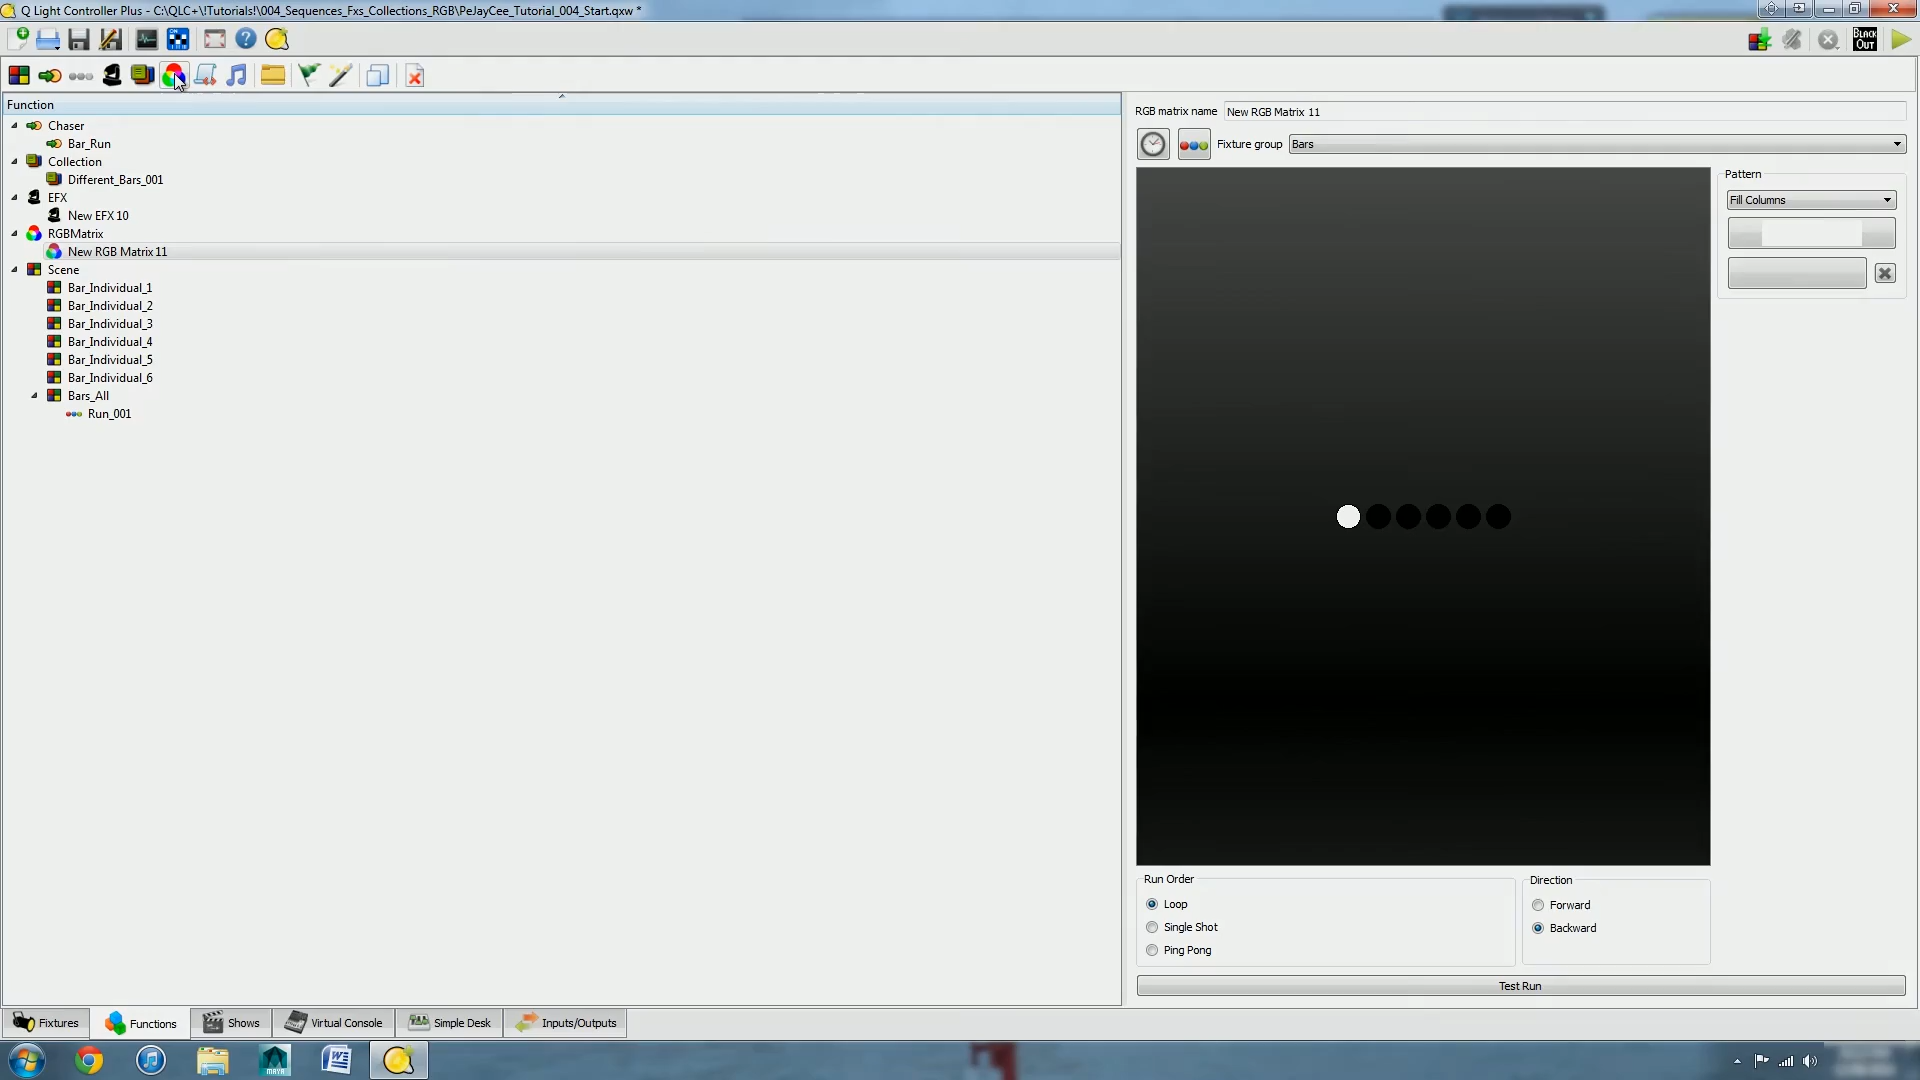 Q Light Controller Plus - C:\QLC+\!Tutorials!\004_Sequences_Fxs_Collections_RGB\PeJayCee_Tutorial_004_Start.qxw *
BLACK
OUT
Function
Chaser
Bar_Run
Collection
Different_Bars_001
EFX
New EFX 10
RGBMatrix
New RGB Matrix 11
Scene
Bar_Individual_1
Bar_Individual_2
Bar_Individual_3
Bar_Individual_4
Bar_Individual_5
Bar_Individual_6
Bars_All
Run_001
RGB matrix name New RGB Matrix 11
Fixture group Bars
Pattern
Fill Columns
Run Order
Loop
Single Shot
Ping Pong
Direction
Forward
Backward
Test Run
Fixtures Functions Shows Virtual Console Simple Desk Inputs/Outputs
MAYA